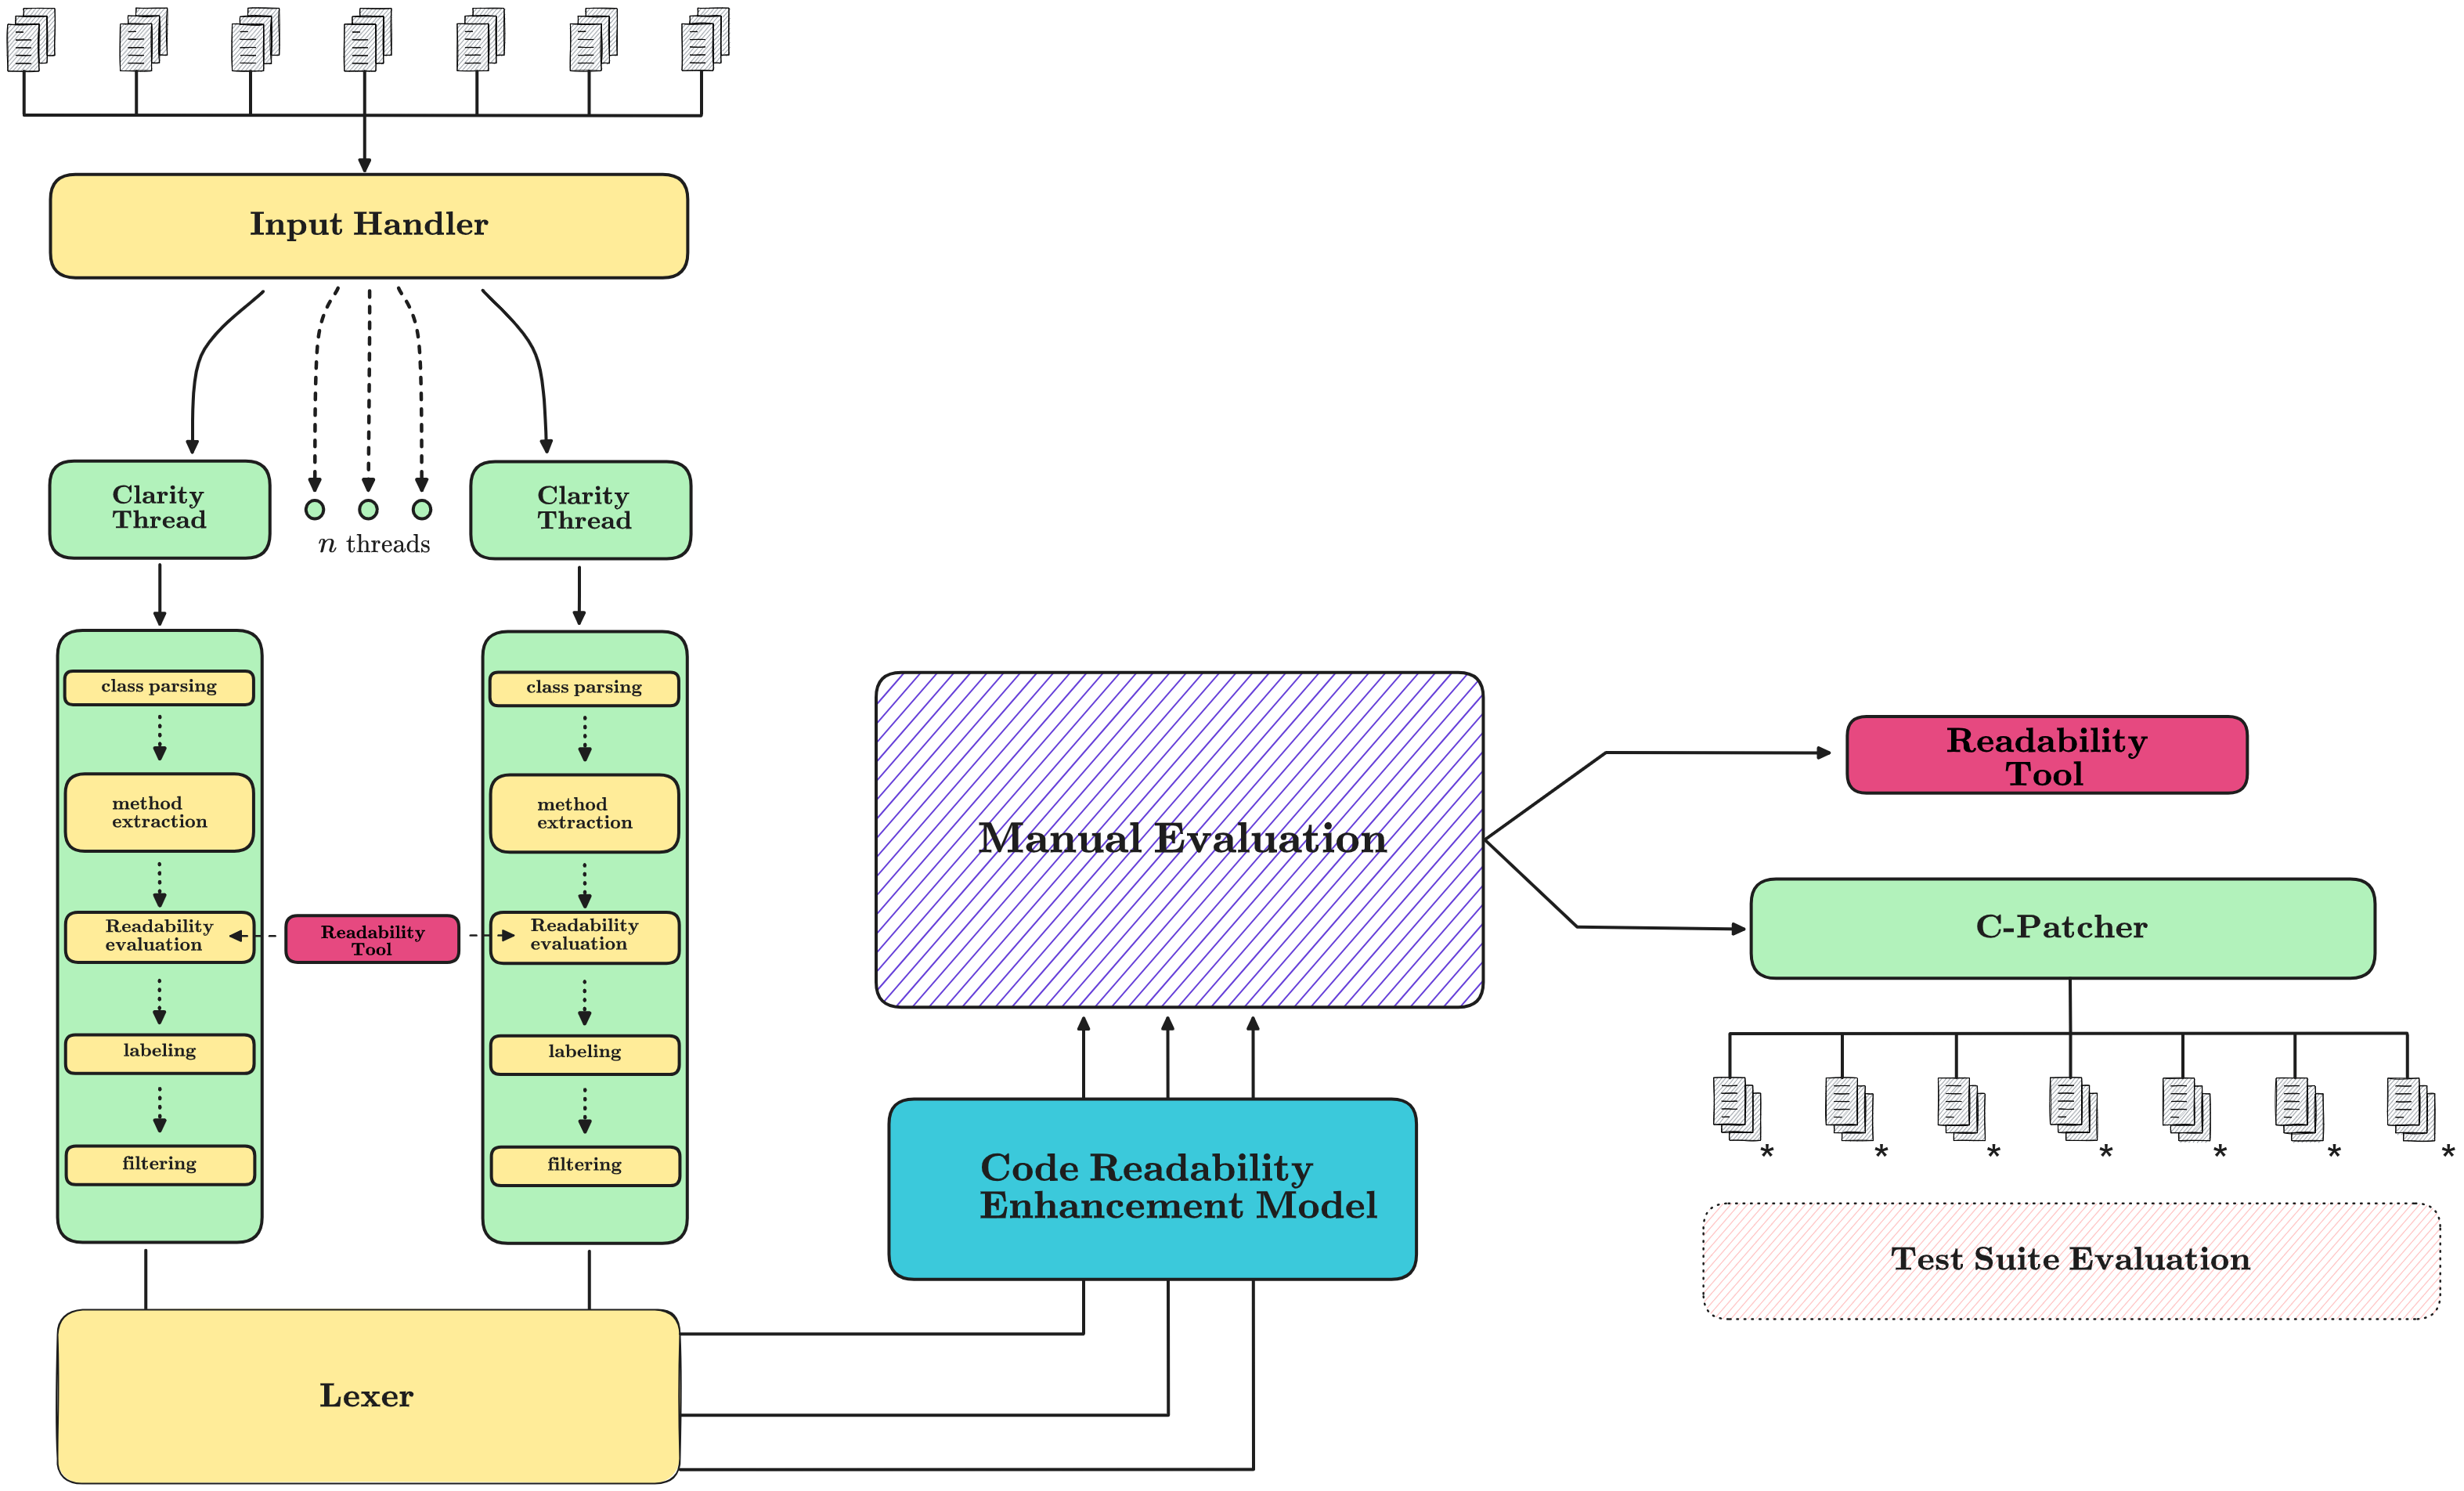 Input Handler
Clarity
Thread
n threads
Clarity
Thread
class parsing
method
extraction
Readability
evaluation
labeling
filtering
Readability
Tool
class parsing
method
extraction
Readability
evaluation
labeling
filtering
Lexer
Code Readability
Enhancement Model
Manual Evaluation
Readability
Tool
C-Patcher
* * * * * * *
Test Suite Evaluation